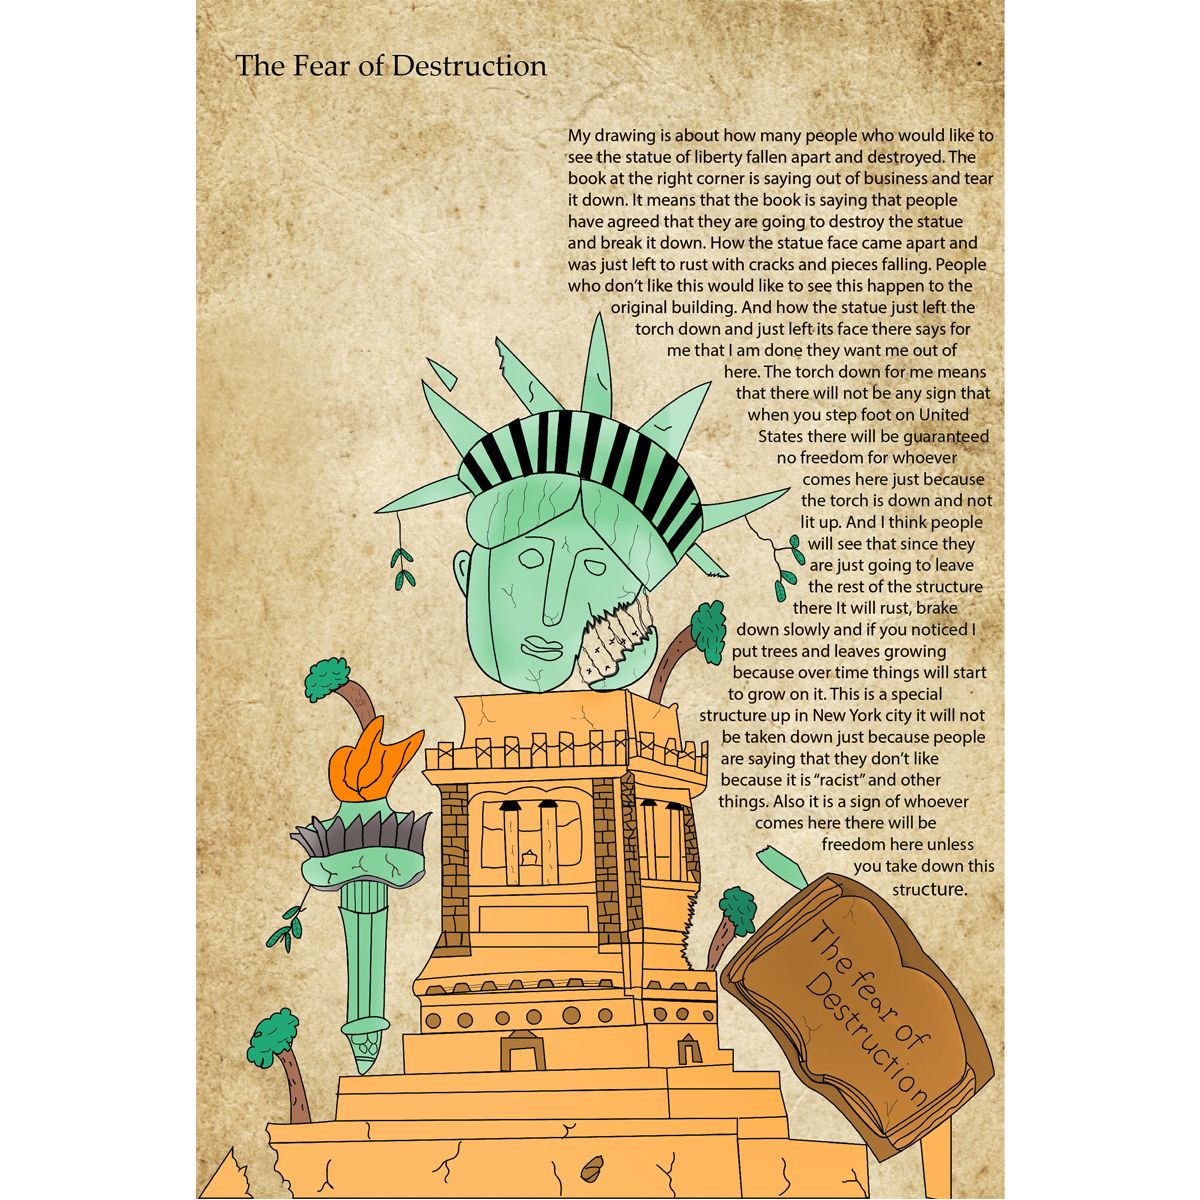 The Fear of Destruction
My drawing is about how many people who would like to
see the statue of liberty fallen apart and destroyed. The
book at the right corner is saying out of business and tear
it down. It means that the book is saying that people
have agreed that they are going to destroy the statue
and break it down. How the statue face came apart and
was just left to rust with cracks and pieces falling. People
who don't like this would like to see this happen to the
original building. And how the statue just left the
torch down and just left its face there says for
me that I am done they want me out of
here. The torch down for me means
that there will not be any sign that
when you step foot on United
States there will be guaranteed
no freedom for whoever
comes here just because
the torch is down and not
lit up. And I think people
will see that since they
are just going to leave
the rest of the structure
there It will rust, brake
down slowly and if you noticed I
put trees and leaves growing
because over time things will start
to grow on it. This is a special
structure up in New York city it will not
be taken down just because people
are saying that they don't like
because it is “racist” and other
things. Also it is a sign of whoever
comes here there will be
freedom here unless
you take down this
structure.
The fear of
Destruction